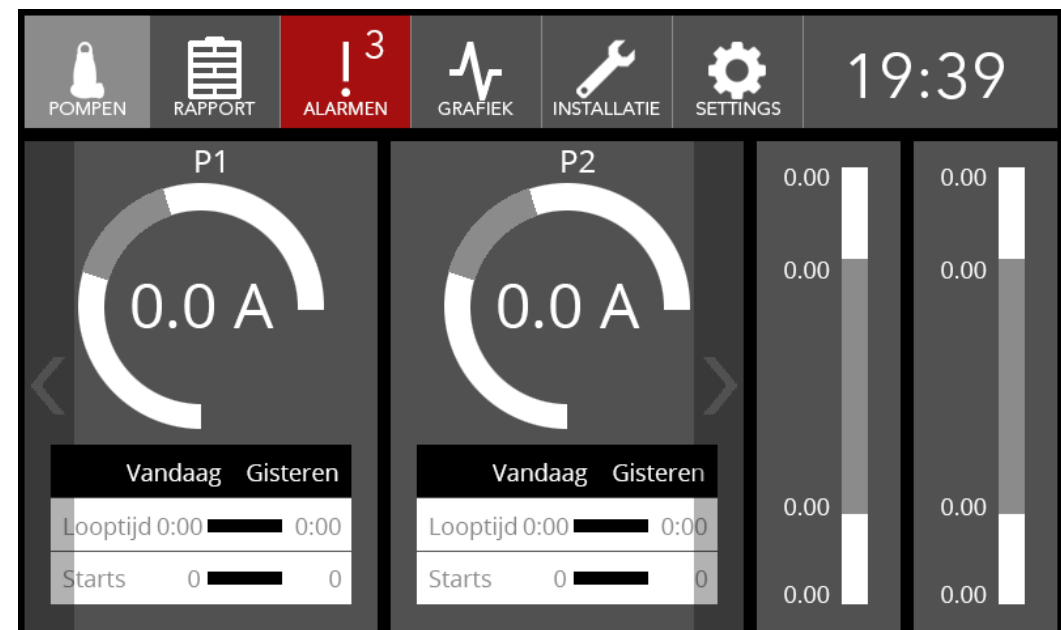 POMPEN RAPPORT 3 ALARMEN GRAFIEK INSTALLATIE SETTINGS 19:39
P1
0.0 A
Vandaag Gisteren
Looptijd 0:00 0:00
Starts 0 0
P2
0.0 A
Vandaag Gisteren
Looptijd 0:00 0:00
Starts 0 0
0.00
0.00
0.00
0.00
0.00
0.00
0.00
0.00